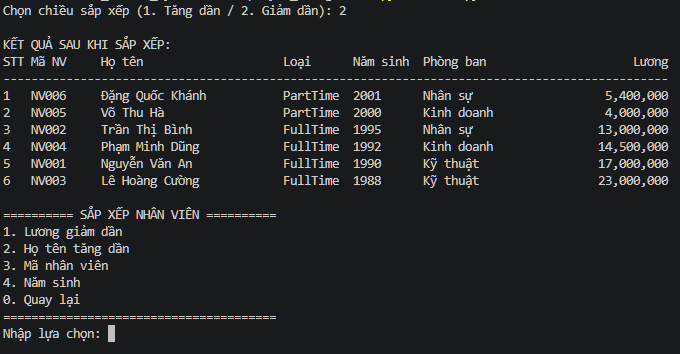 Chọn chiều sắp xếp (1. Tăng dần / 2. Giảm dần): 2
KẾT QUẢ SAU KHI SẮP XẾP:
STT Mã NV Họ tên Loại Năm sinh Phòng ban Lương
-----------------------------------------------------------------------------------------------
1 NV006 Đặng Quốc Khánh PartTime 2001 Nhân sự 5,400,000
2 NV005 Võ Thu Hà PartTime 2000 Kinh doanh 4,000,000
3 NV002 Trần Thị Bình FullTime 1995 Nhân sự 13,000,000
4 NV004 Phạm Minh Dũng FullTime 1992 Kinh doanh 14,500,000
5 NV001 Nguyễn Văn An FullTime 1990 Kỹ thuật 17,000,000
6 NV003 Lê Hoàng Cường FullTime 1988 Kỹ thuật 23,000,000
========== SẮP XẾP NHÂN VIÊN ==========
1. Lương giảm dần
2. Họ tên tăng dần
3. Mã nhân viên
4. Năm sinh
0. Quay lại
=======================================
Nhập lựa chọn: